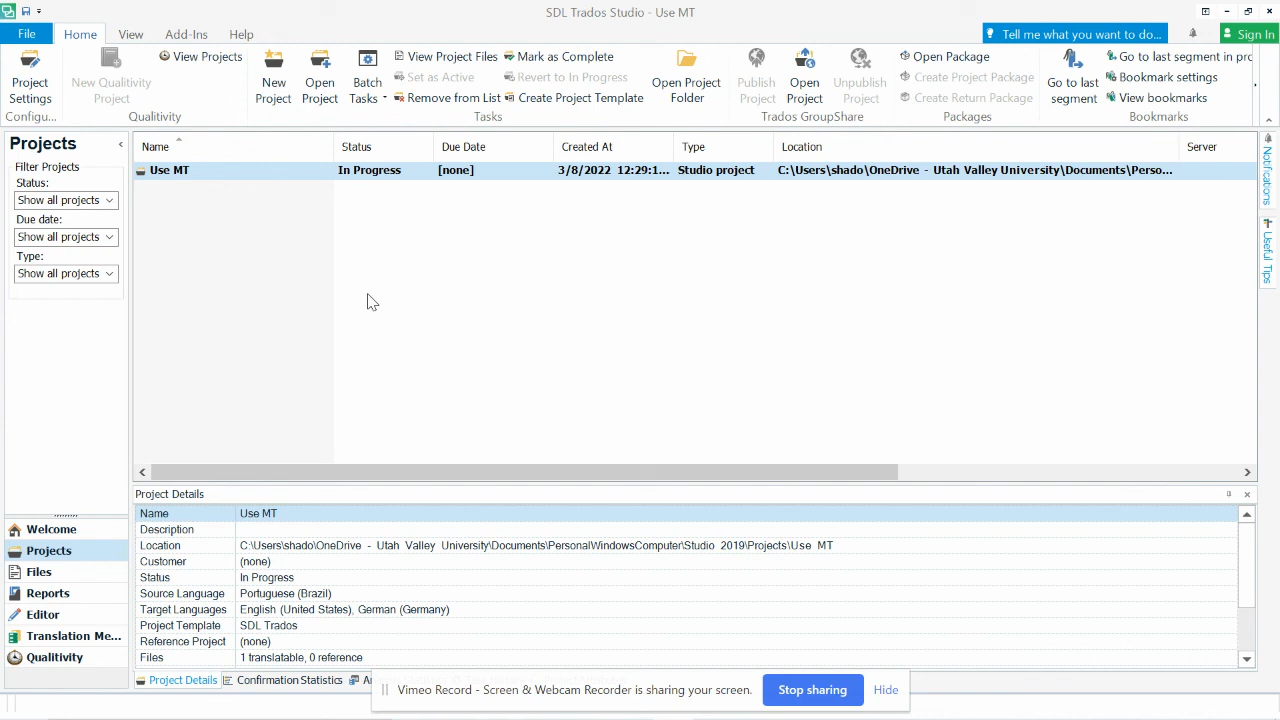 SDL Trados Studio - Use MT
File Home View Add-Ins Help Tell me what you want to do... Sign In
Project Settings
New Qualitivity Project
View Projects
New Project
Open Project
Batch Tasks
View Project Files
Set as Active
Remove from List
Mark as Complete
Revert to In Progress
Create Project Template
Open Project Folder
Publish Project
Open Project
Unpublish Project
Open Package
Create Project Package
Create Return Package
Go to last segment
Go to last segment in prc
Bookmark settings
View bookmarks
Configu... Qualitivity Tasks Trados GroupShare Packages Bookmarks
Projects
Filter Projects
Status:
Show all projects
Due date:
Show all projects
Type:
Show all projects
Name Status Due Date Created At Type Location Server
Use MT In Progress [none] 3/8/2022 12:29:1... Studio project C:\Users\shado\OneDrive - Utah Valley University\Documents\Perso...
Notifications
Useful Tips
Welcome
Projects
Files
Reports
Editor
Translation Me...
Qualitivity
Project Details
Name Use MT
Description
Location C:\Users\shado\OneDrive - Utah Valley University\Documents\PersonalWindowsComputer\Studio 2019\Projects\Use MT
Customer (none)
Status In Progress
Source Language Portuguese (Brazil)
Target Languages English (United States), German (Germany)
Project Template SDL Trados
Reference Project (none)
Files 1 translatable, 0 reference
Project Details Confirmation Statistics
Vimeo Record - Screen & Webcam Recorder is sharing your screen. Stop sharing Hide